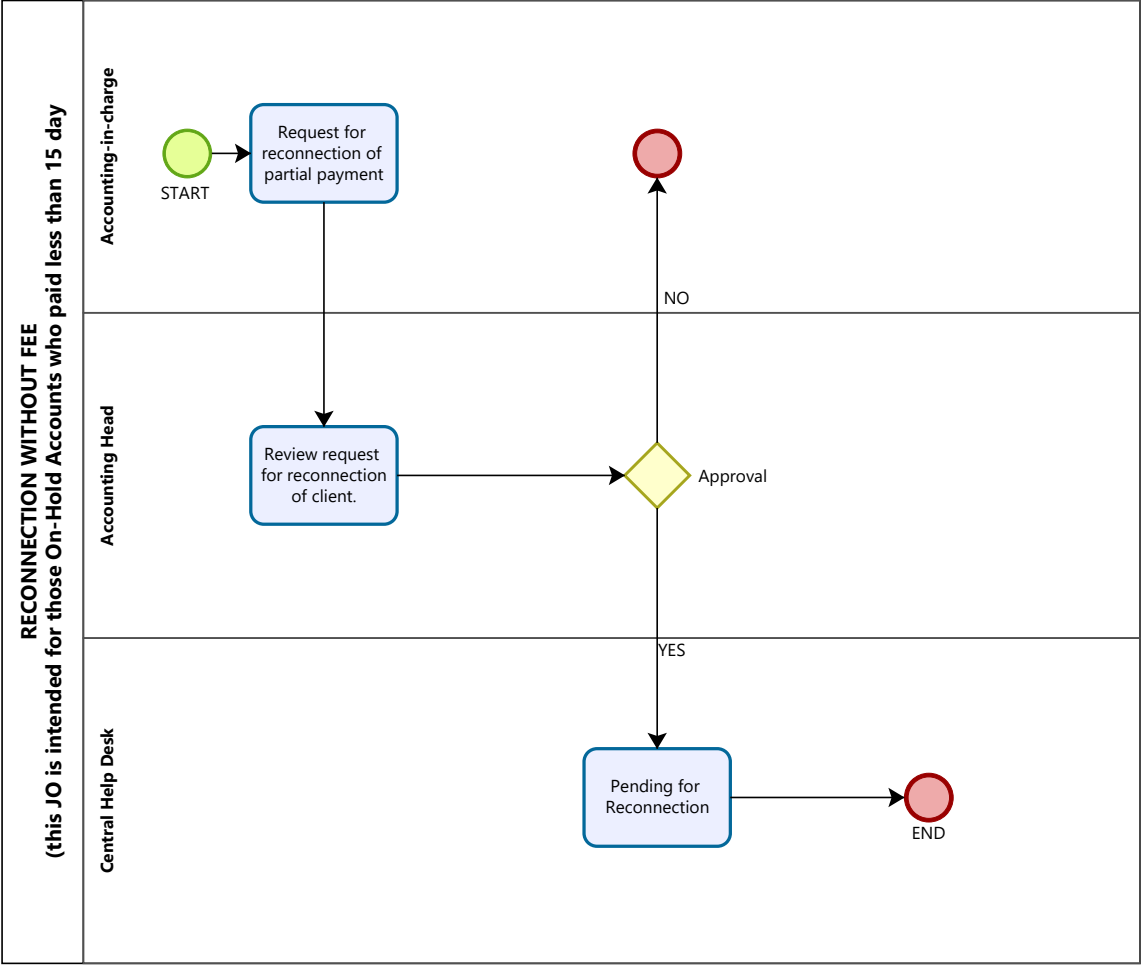 RECONNECTION WITHOUT FEE
(this JO is intended for those On-Hold Accounts who paid less than 15 day
Accounting-in-charge
START
Request for
reconnection of
partial payment
NO
Accounting Head
Review request
for reconnection
of client.
Approval
YES
Central Help Desk
Pending for
Reconnection
END